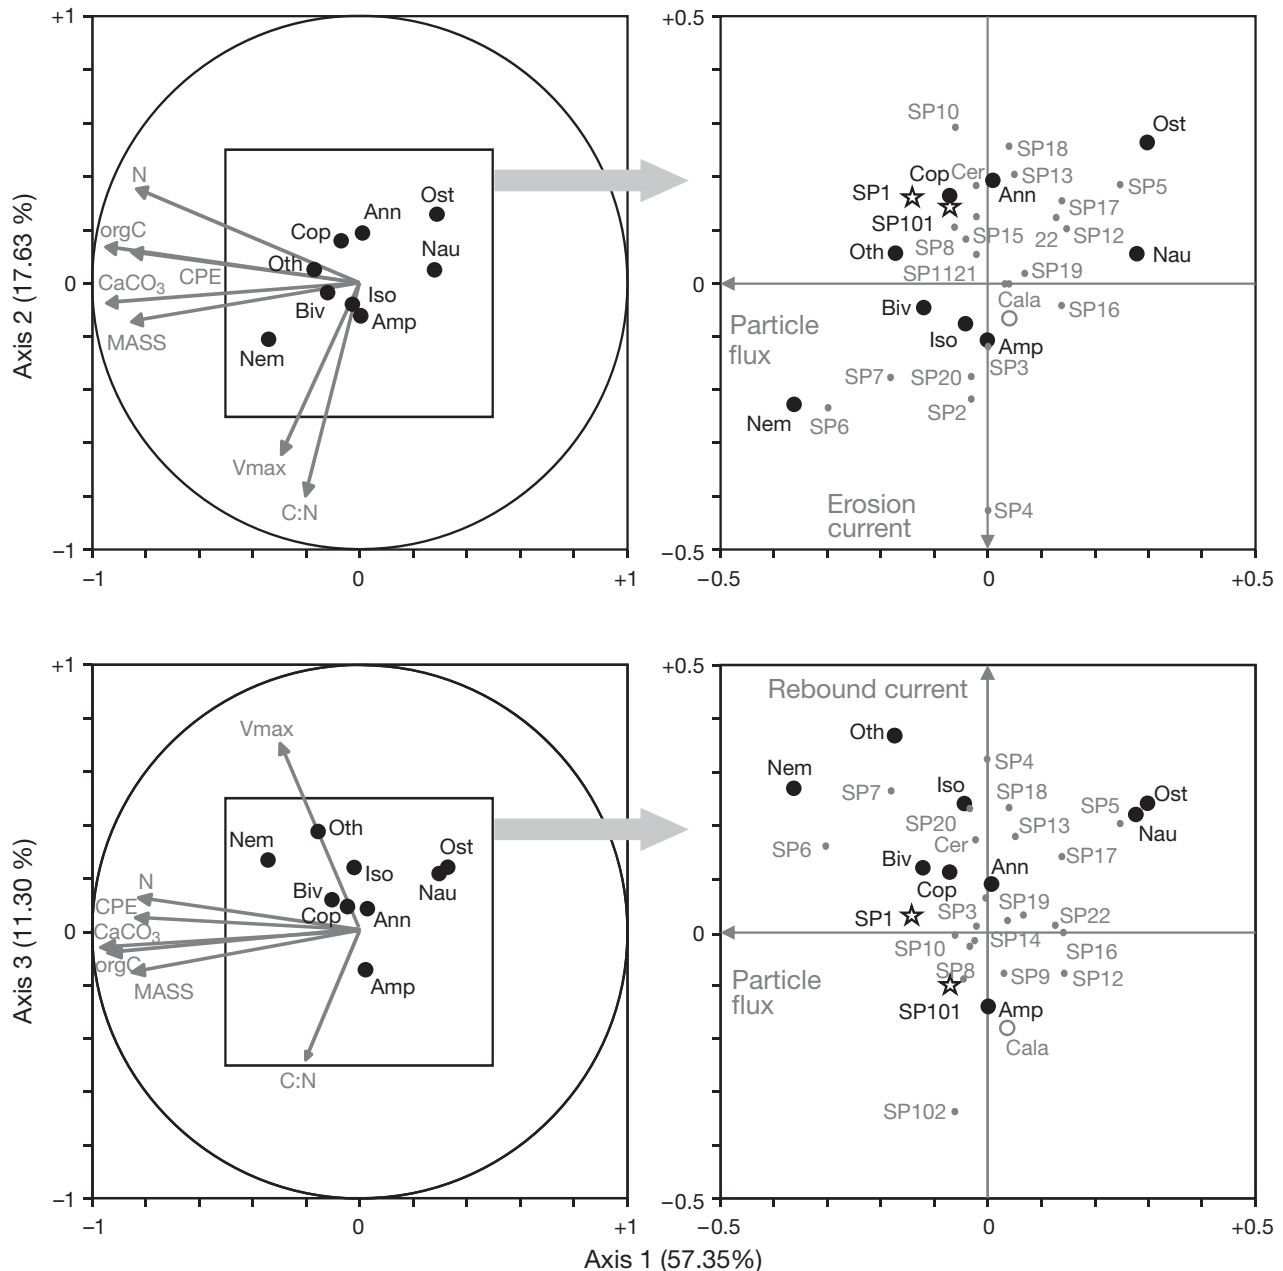 +1
Axis 2 (17.63 %)
0
−1
−1
0
+1
N
orgC
CPE
CaCO3
MASS
Vmax
C:N
Ost
Ann
Cop
Nau
Oth
Iso
Biv
Amp
Nem
+0.5
0
−0.5
−0.5
0
+0.5
SP10
Ost
SP18
Cop
Cer
SP13
SP5
SP1
Ann
SP17
SP101
SP15
22
SP12
SP8
Oth
Nau
SP1121
SP19
Cala
SP16
Biv
Particle
flux
Iso
Amp
SP3
SP7
SP20
SP2
Nem
SP6
Erosion
current
SP4
+1
Axis 3 (11.30 %)
0
−1
−1
0
+1
Vmax
Oth
Nem
Iso
Ost
Nau
Biv
Cop
Ann
Amp
N
CPE
CaCO3
orgC
MASS
C:N
+0.5
0
−0.5
−0.5
0
+0.5
Rebound current
Oth
SP4
Nem
SP7
Iso
SP18
SP5
Ost
SP20
SP13
Nau
SP6
Cer
SP17
Biv
Ann
Cop
SP19
SP1
SP3
SP22
SP10
SP14
SP16
Particle
flux
SP8
SP9
SP12
SP101
Amp
Cala
SP102
Axis 1 (57.35%)